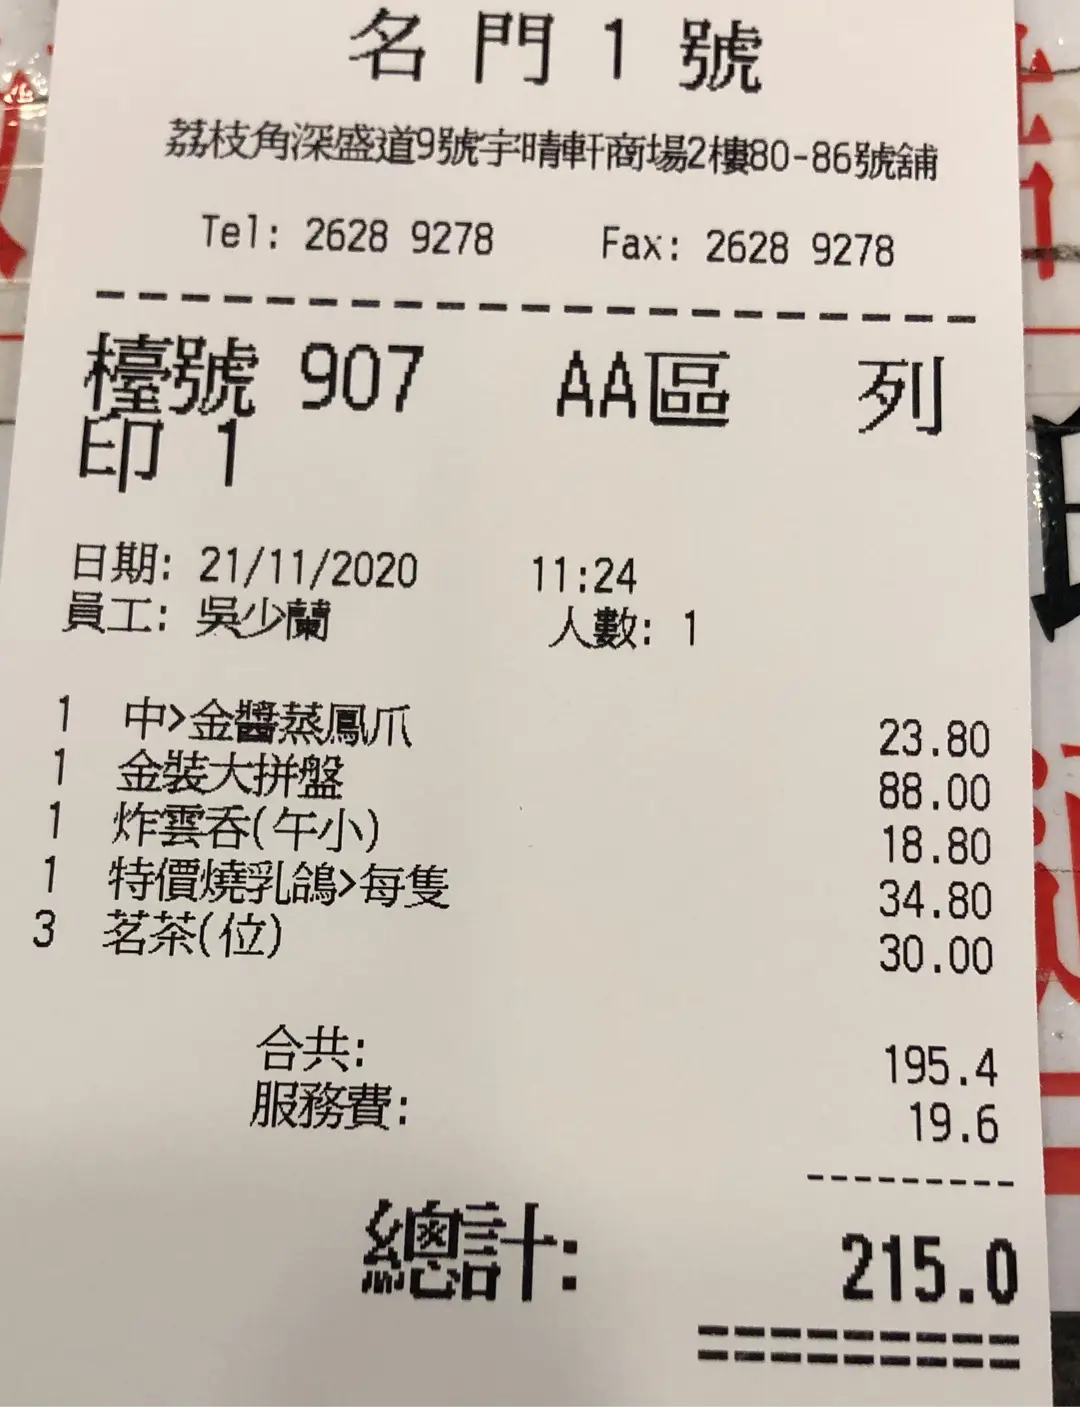 名門1號
荔枝角深盛道9號宇晴軒商場2樓80-86號舖
Tel: 2628 9278 Fax: 2628 9278
檯號 907 AA區 列
印 1
日期: 21/11/2020 11:24
員工: 吳少蘭 人數: 1
1 中>金醬蒸鳳爪 23.80
1 金裝大拼盤 88.00
1 炸雲吞(午小) 18.80
1 特價燒乳鴿>每隻 34.80
3 茗茶(位) 30.00
合共: 195.4
服務費: 19.6
總計: 215.0